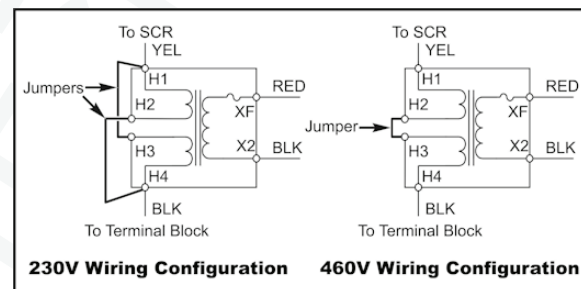 To SCR
YEL
Jumpers
H1
H2
H3
H4
XF
X2
RED
BLK
BLK
To Terminal Block
230V Wiring Configuration
To SCR
YEL
Jumper
H1
H2
H3
H4
XF
X2
RED
BLK
BLK
To Terminal Block
460V Wiring Configuration